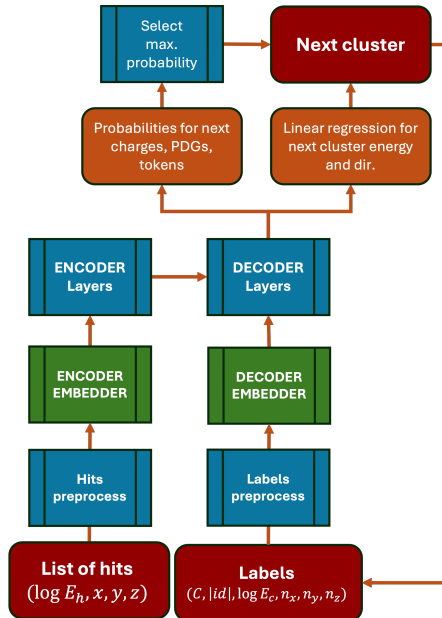 Select
max.
probability
Next cluster
Probabilities for next
charges, PDGs,
tokens
Linear regression for
next cluster energy
and dir.
ENCODER
Layers
DECODER
Layers
ENCODER
EMBEDDER
DECODER
EMBEDDER
Hits
preprocess
Labels
preprocess
List of hits
(log E_h, x, y, z)
Labels
(C, |id|, log E_c, n_x, n_y, n_z)